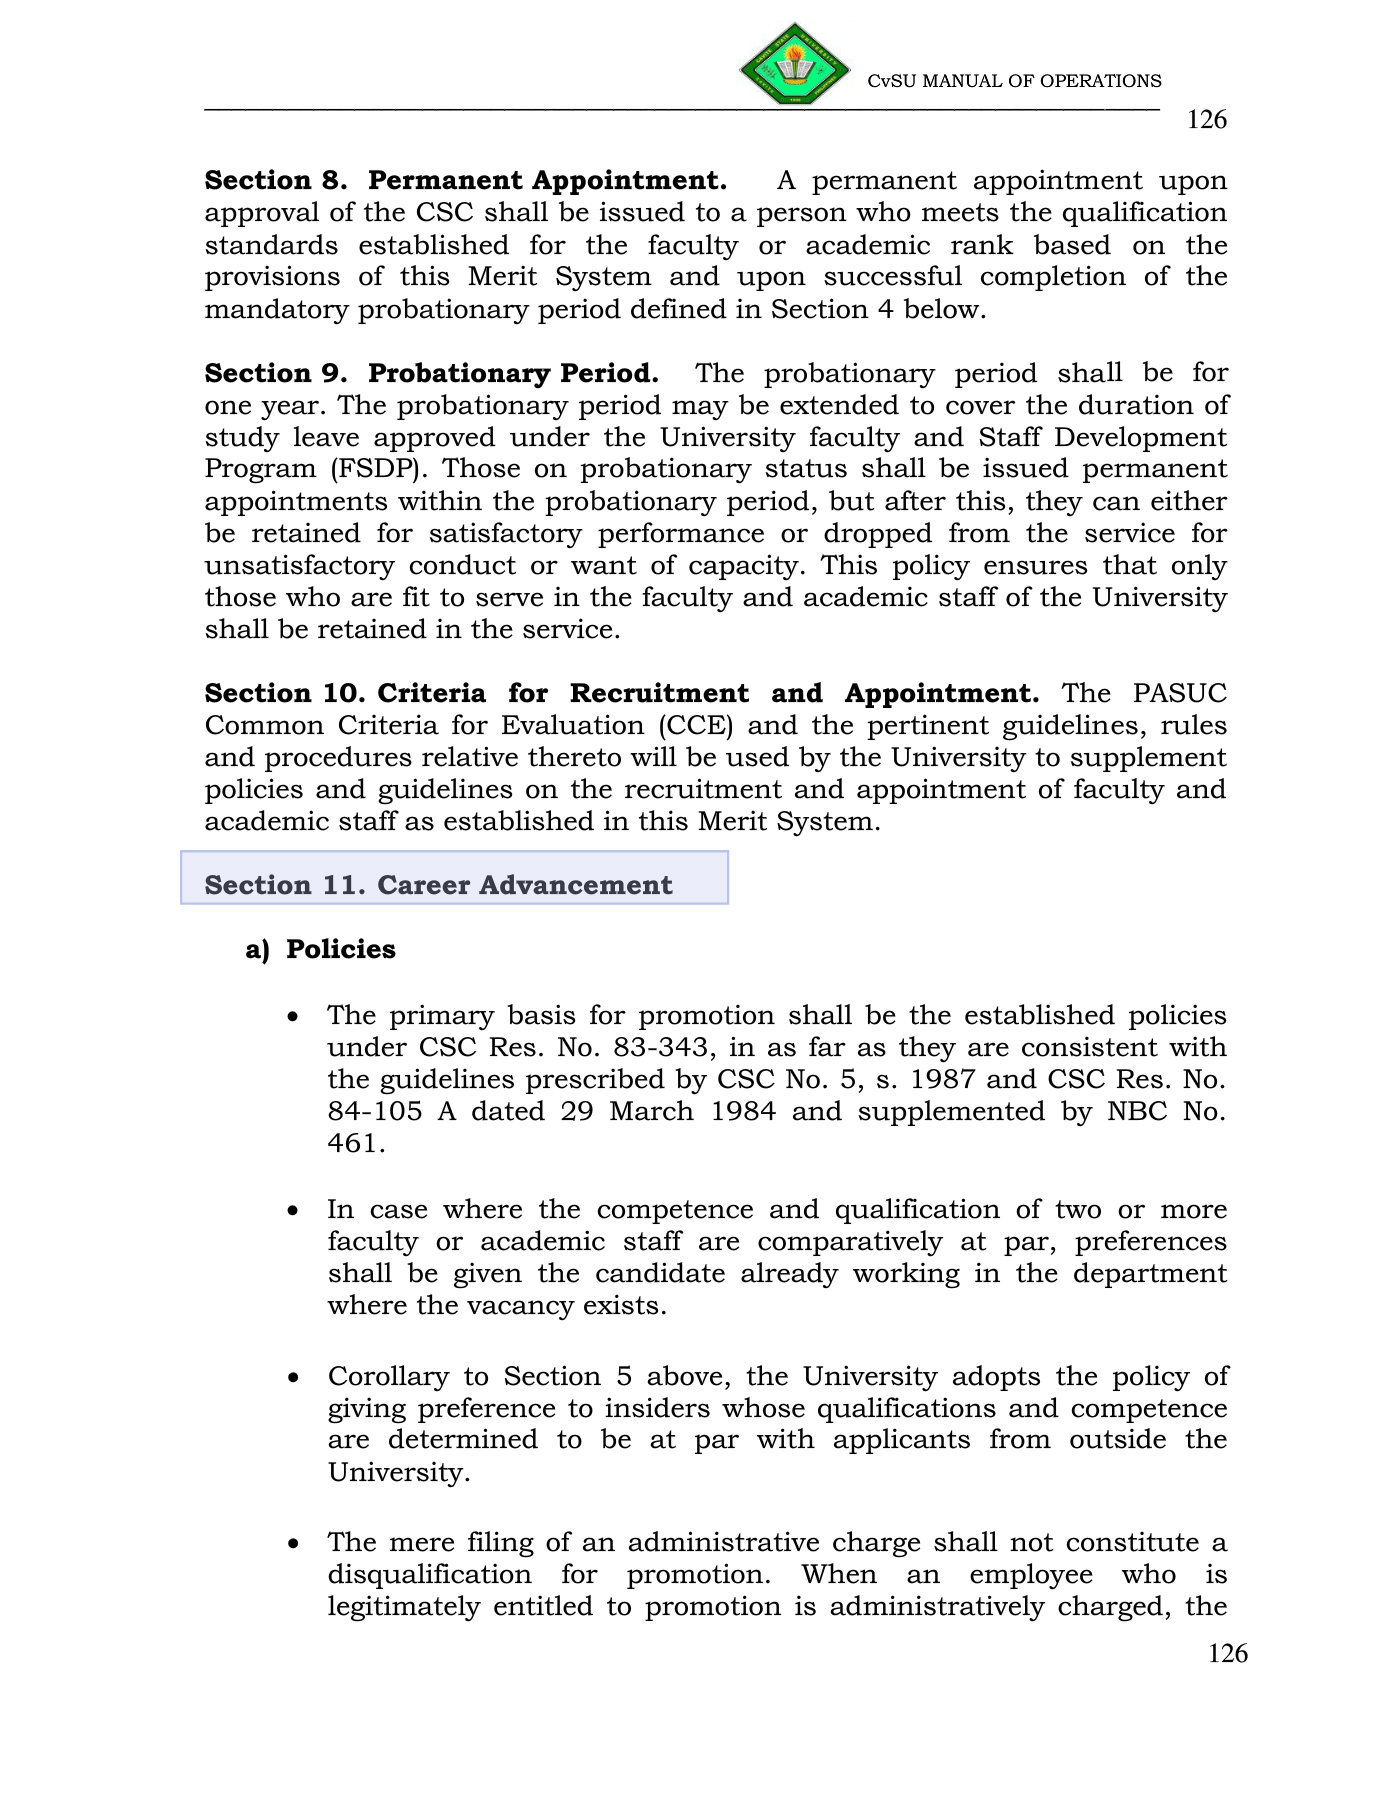 CvSU MANUAL OF OPERATIONS
126
Section 8. Permanent Appointment. A permanent appointment upon
approval of the CSC shall be issued to a person who meets the qualification
standards established for the faculty or academic rank based on the
provisions of this Merit System and upon successful completion of the
mandatory probationary period defined in Section 4 below.
Section 9. Probationary Period. The probationary period shall be for
one year. The probationary period may be extended to cover the duration of
study leave approved under the University faculty and Staff Development
Program (FSDP). Those on probationary status shall be issued permanent
appointments within the probationary period, but after this, they can either
be retained for satisfactory performance or dropped from the service for
unsatisfactory conduct or want of capacity. This policy ensures that only
those who are fit to serve in the faculty and academic staff of the University
shall be retained in the service.
Section 10. Criteria for Recruitment and Appointment. The PASUC
Common Criteria for Evaluation (CCE) and the pertinent guidelines, rules
and procedures relative thereto will be used by the University to supplement
policies and guidelines on the recruitment and appointment of faculty and
academic staff as established in this Merit System.
Section 11. Career Advancement
a) Policies
• The primary basis for promotion shall be the established policies
under CSC Res. No. 83-343, in as far as they are consistent with
the guidelines prescribed by CSC No. 5, s. 1987 and CSC Res. No.
84-105 A dated 29 March 1984 and supplemented by NBC No.
461.
• In case where the competence and qualification of two or more
faculty or academic staff are comparatively at par, preferences
shall be given the candidate already working in the department
where the vacancy exists.
• Corollary to Section 5 above, the University adopts the policy of
giving preference to insiders whose qualifications and competence
are determined to be at par with applicants from outside the
University.
• The mere filing of an administrative charge shall not constitute a
disqualification for promotion. When an employee who is
legitimately entitled to promotion is administratively charged, the
126